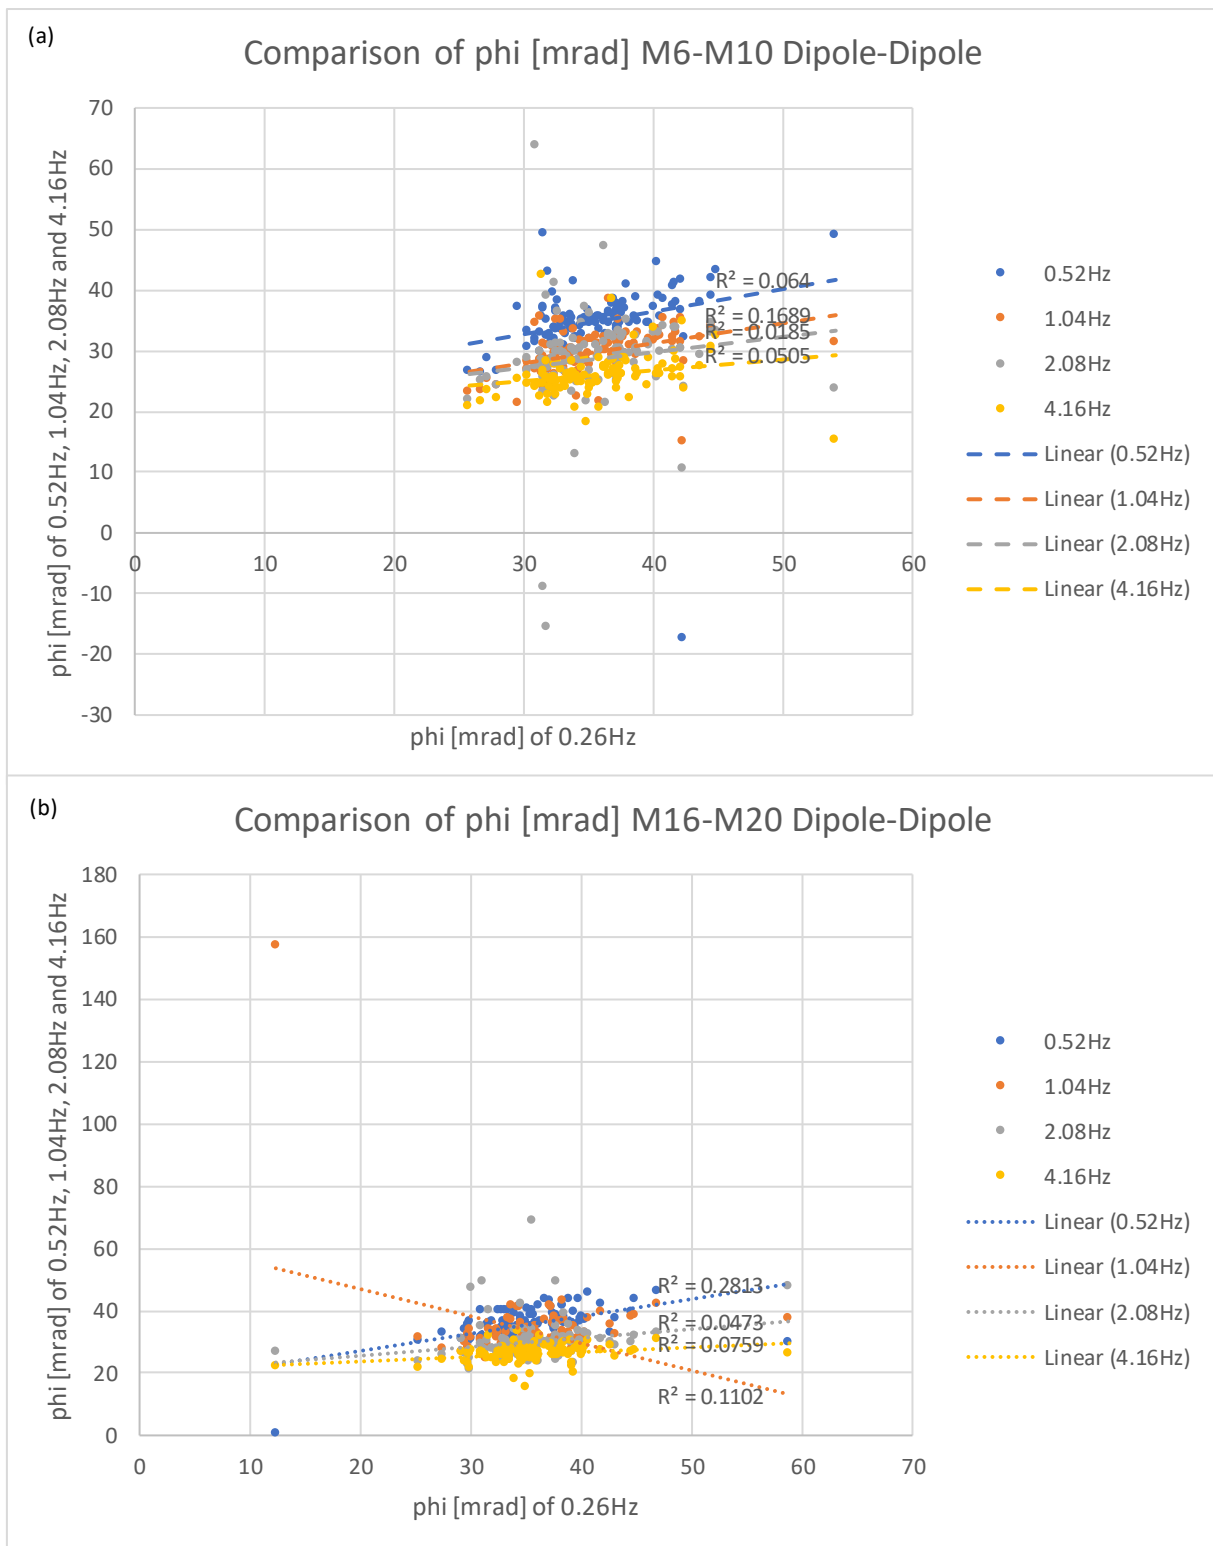 (a)
Comparison of phi [mrad] M6-M10 Dipole-Dipole
phi [mrad] of 0.52Hz, 1.04Hz, 2.08Hz and 4.16Hz
70
60
50
40
30
20
10
0
-10
-20
-30
0 10 20 30 40 50 60
R² = 0.064
R² = 0.1689
R² = 0.0185
R² = 0.0505
phi [mrad] of 0.26Hz
0.52Hz
1.04Hz
2.08Hz
4.16Hz
Linear (0.52Hz)
Linear (1.04Hz)
Linear (2.08Hz)
Linear (4.16Hz)
(b)
Comparison of phi [mrad] M16-M20 Dipole-Dipole
phi [mrad] of 0.52Hz, 1.04Hz, 2.08Hz and 4.16Hz
180
160
140
120
100
80
60
40
20
0
0 10 20 30 40 50 60 70
R² = 0.2813
R² = 0.0473
R² = 0.0759
R² = 0.1102
phi [mrad] of 0.26Hz
0.52Hz
1.04Hz
2.08Hz
4.16Hz
Linear (0.52Hz)
Linear (1.04Hz)
Linear (2.08Hz)
Linear (4.16Hz)